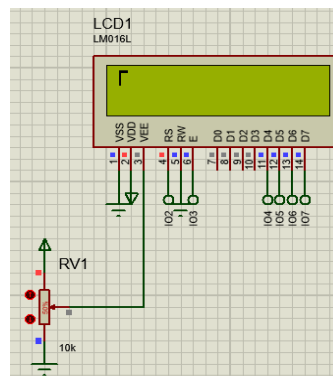 LCD1
LM016L
VSS
VDD
VEE
RS
RW
E
D0
D1
D2
D3
D4
D5
D6
D7
1
2
3
4
5
6
7
8
9
10
11
12
13
14
IO2
IO3
IO4
IO5
IO6
IO7
RV1
50%
10k